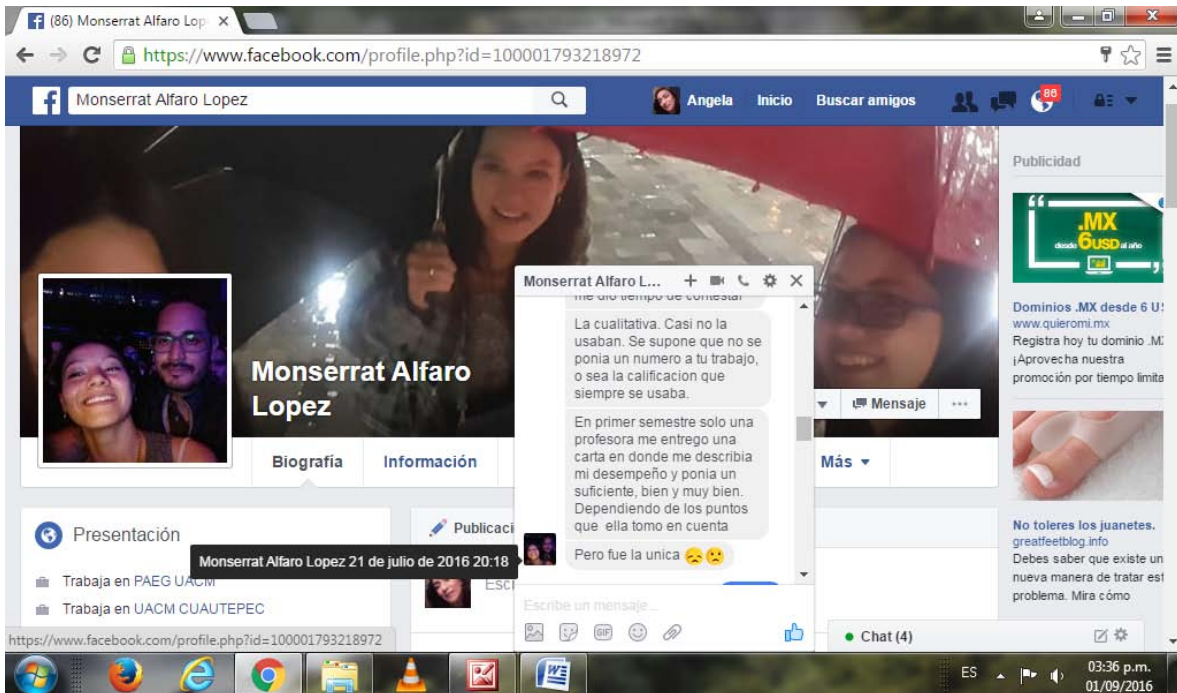 (86) Monserrat Alfaro Lop
https://www.facebook.com/profile.php?id=100001793218972
Monserrat Alfaro Lopez
Angela Inicio Buscar amigos
86
Publicidad
.MX
desde 6USD al año
Dominios .MX desde 6 U
www.quieromi.mx
Registra hoy tu dominio .M
¡Aprovecha nuestra
promoción por tiempo limita
Monserrat Alfaro
Lopez
Mensaje
Biografía Información Más
Monserrat Alfaro L...
me dio tiempo de contestar
La cualitativa. Casi no la
usaban. Se supone que no se
ponia un numero a tu trabajo,
o sea la calificacion que
siempre se usaba.
En primer semestre solo una
profesora me entrego una
carta en donde me describia
mi desempeño y ponia un
suficiente, bien y muy bien.
Dependiendo de los puntos
que ella tomo en cuenta
Pero fue la unica
Monserrat Alfaro Lopez 21 de julio de 2016 20:18
Escribe un mensaje...
GIF
Presentación
Trabaja en PAEG UACM
Trabaja en UACM CUAUTEPEC
Publicaci
Escri
No toleres los juanetes.
greatfeetblog.info
Debes saber que existe un
nueva manera de tratar est
problema. Mira cómo
Chat (4)
https://www.facebook.com/profile.php?id=100001793218972
ES
03:36 p.m.
01/09/2016